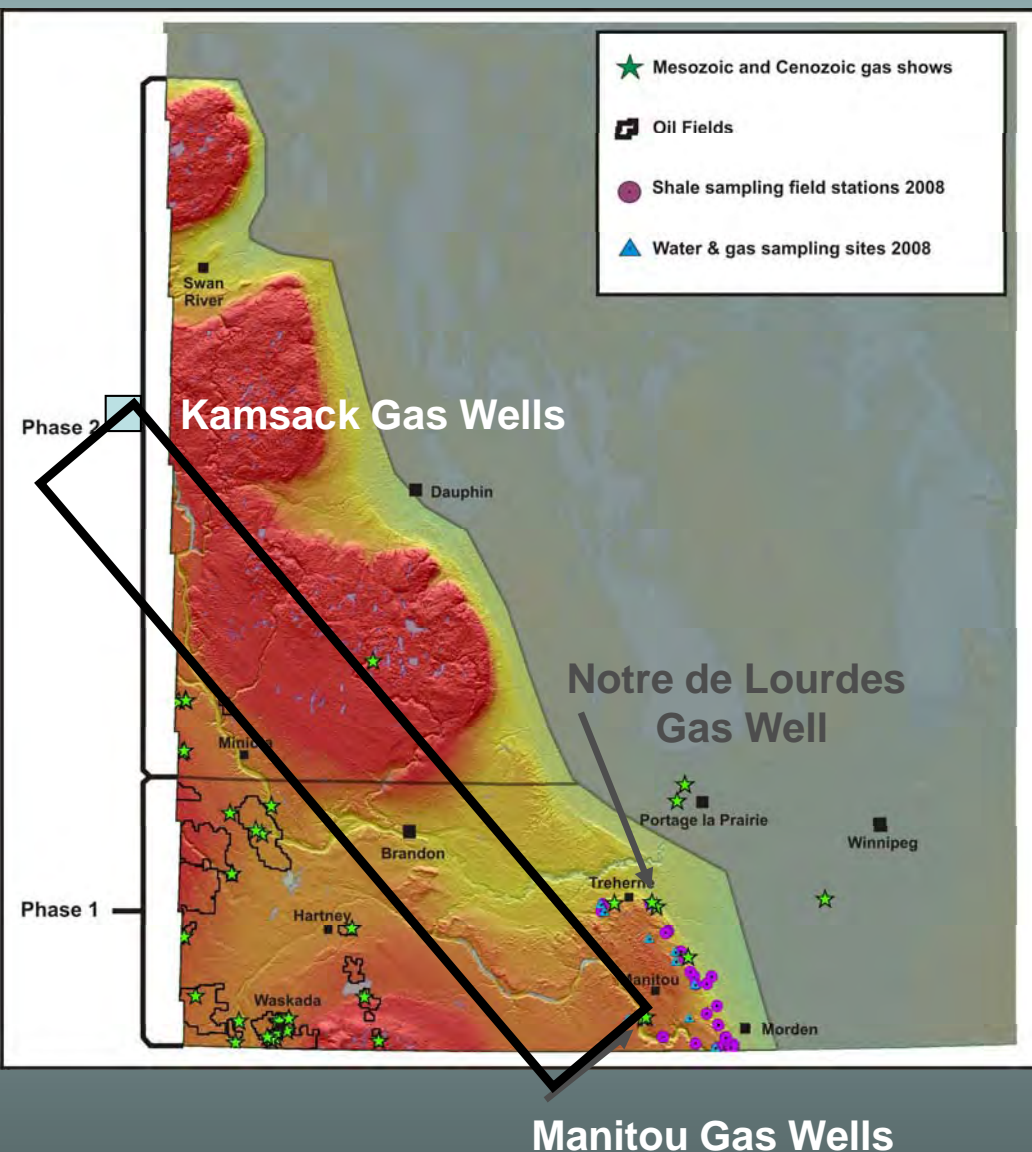 Mesozoic and Cenozoic gas shows
Oil Fields
Shale sampling field stations 2008
Water & gas sampling sites 2008
Swan
River
Phase 2
Kamsack Gas Wells
Dauphin
Notre de Lourdes
Gas Well
Miniota
Portage la Prairie
Winnipeg
Brandon
Treherne
Phase 1
Hartney
Manitou
Waskada
Morden
Manitou Gas Wells